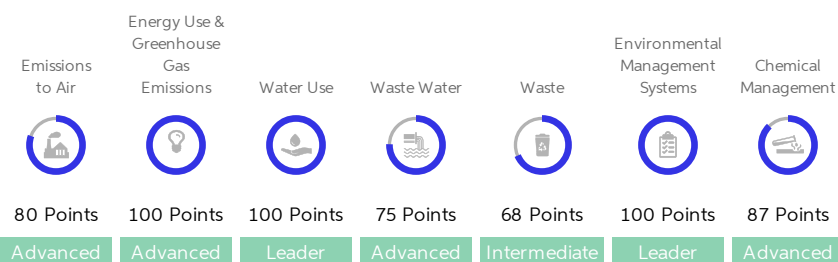 Emissions
to Air
Energy Use &
Greenhouse
Gas
Emissions
Water Use
Waste Water
Waste
Environmental
Management
Systems
Chemical
Management
80 Points
100 Points
100 Points
75 Points
68 Points
100 Points
87 Points
Advanced
Advanced
Leader
Advanced
Intermediate
Leader
Advanced